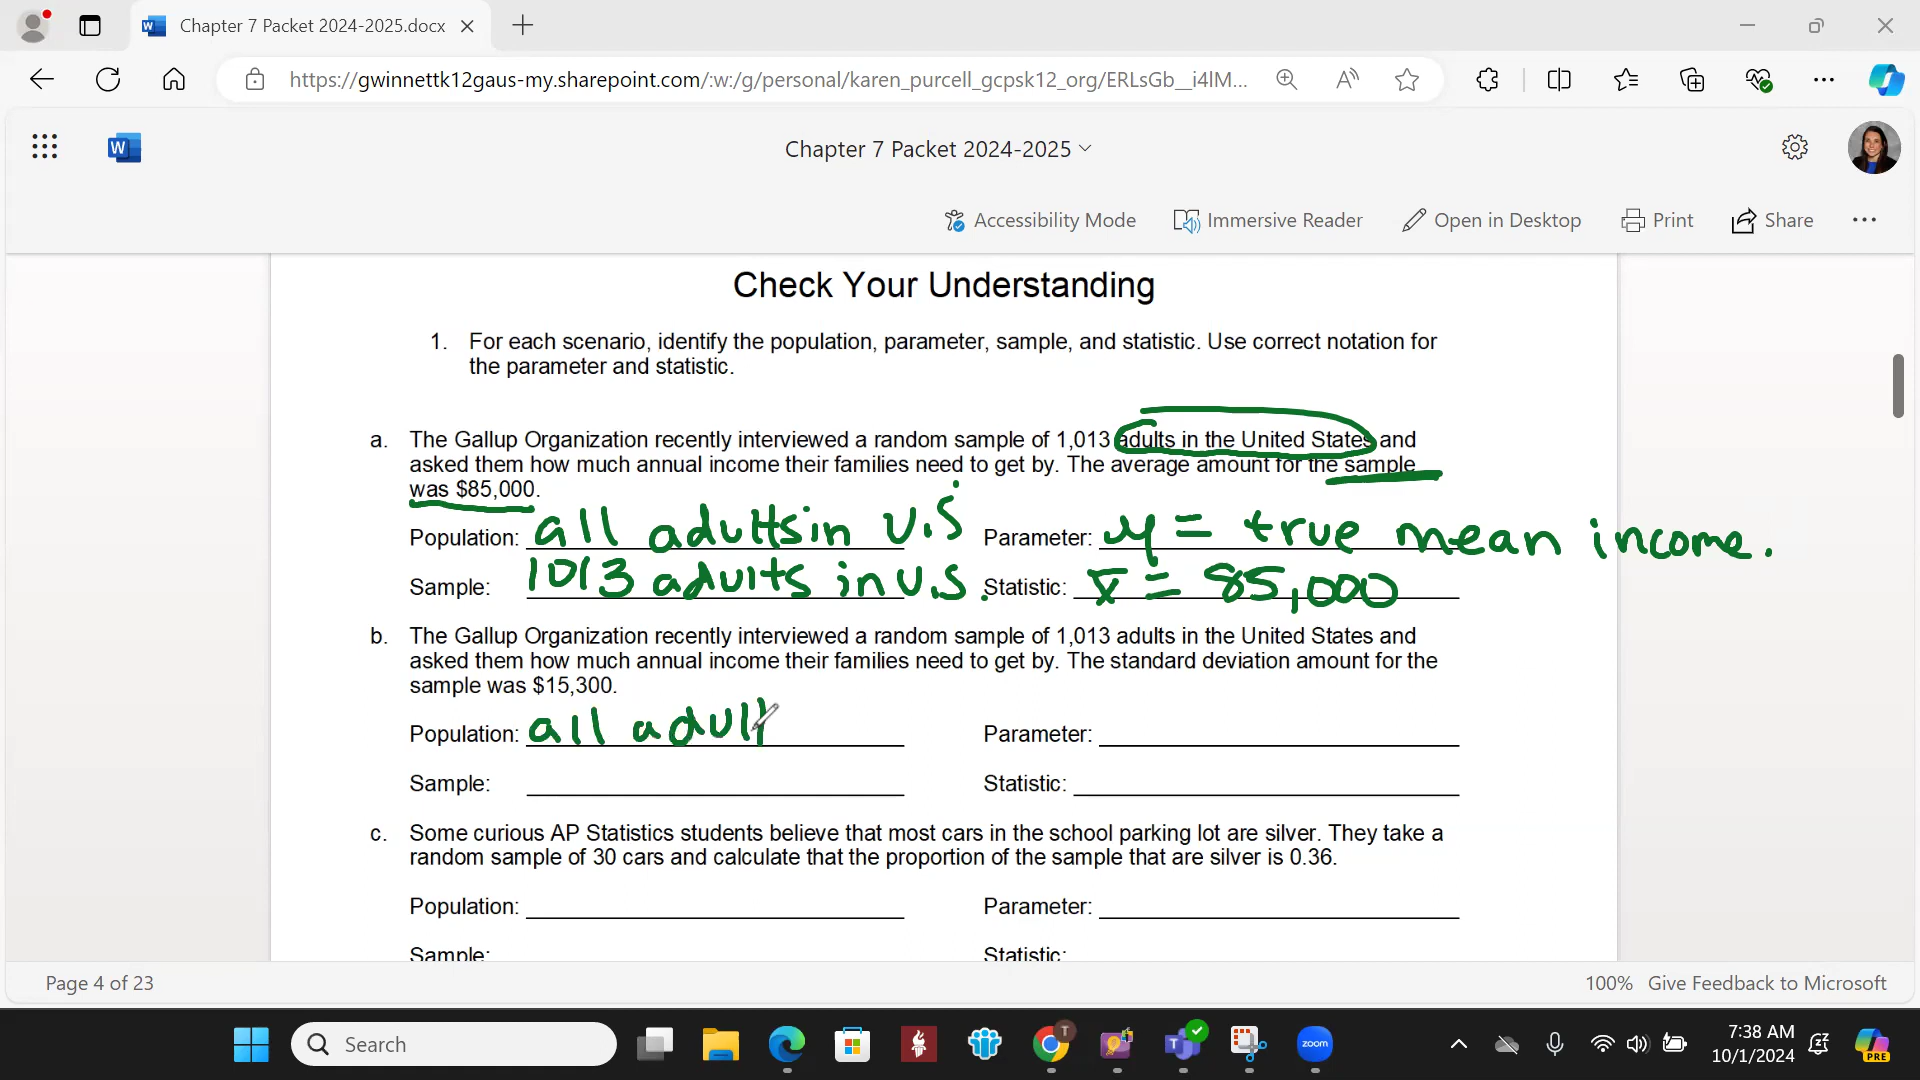 Chapter 7 Packet 2024-2025.docx
https://gwinnettk12gaus-my.sharepoint.com/:w:/g/personal/karen_purcell_gcpsk12_org/ERLsGb__i4lM...
W
Chapter 7 Packet 2024-2025
Accessibility Mode
Immersive Reader
Open in Desktop
Print
Share
Check Your Understanding
1. For each scenario, identify the population, parameter, sample, and statistic. Use correct notation for
the parameter and statistic.
a. The Gallup Organization recently interviewed a random sample of 1,013 adults in the United States and
asked them how much annual income their families need to get by. The average amount for the sample
was $85,000.
Population: all adults in U.S Parameter: μ = true mean income.
Sample: 1013 adults in U.S. Statistic: x̄ = 85,000
b. The Gallup Organization recently interviewed a random sample of 1,013 adults in the United States and
asked them how much annual income their families need to get by. The standard deviation amount for the
sample was $15,300.
Population: all adult Parameter:
Sample: Statistic:
c. Some curious AP Statistics students believe that most cars in the school parking lot are silver. They take a
random sample of 30 cars and calculate that the proportion of the sample that are silver is 0.36.
Population: Parameter:
Sample: Statistic:
Page 4 of 23
100% Give Feedback to Microsoft
Search
zoom
7:38 AM
10/1/2024
PRE